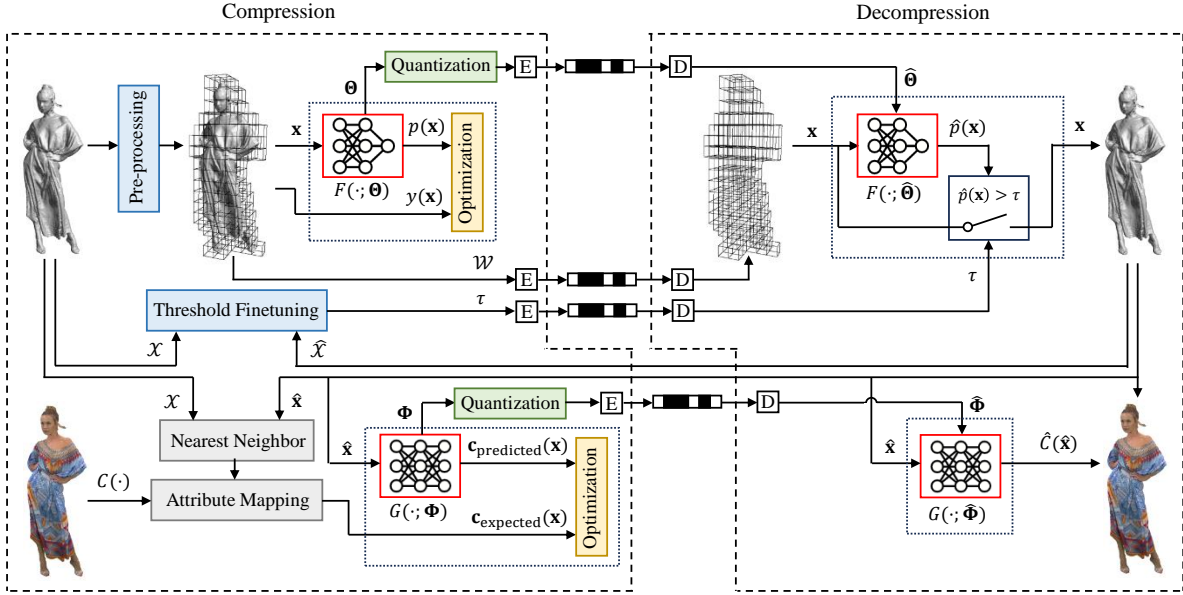 Compression
Decompression
Pre-processing
x
Θ
Quantization
E
D
F(·; Θ)
p(x)
y(x)
Optimization
𝒲
E
D
Threshold Finetuning
τ
E
D
𝒳
𝒳̂
x
Θ̂
F(·; Θ̂)
p̂(x)
p̂(x) > τ
τ
x
𝒳
x̂
Nearest Neighbor
C(·)
Attribute Mapping
x̂
Φ
Quantization
E
D
G(·; Φ)
c_predicted(x)
c_expected(x)
Optimization
x̂
Φ̂
G(·; Φ̂)
Ĉ(x̂)